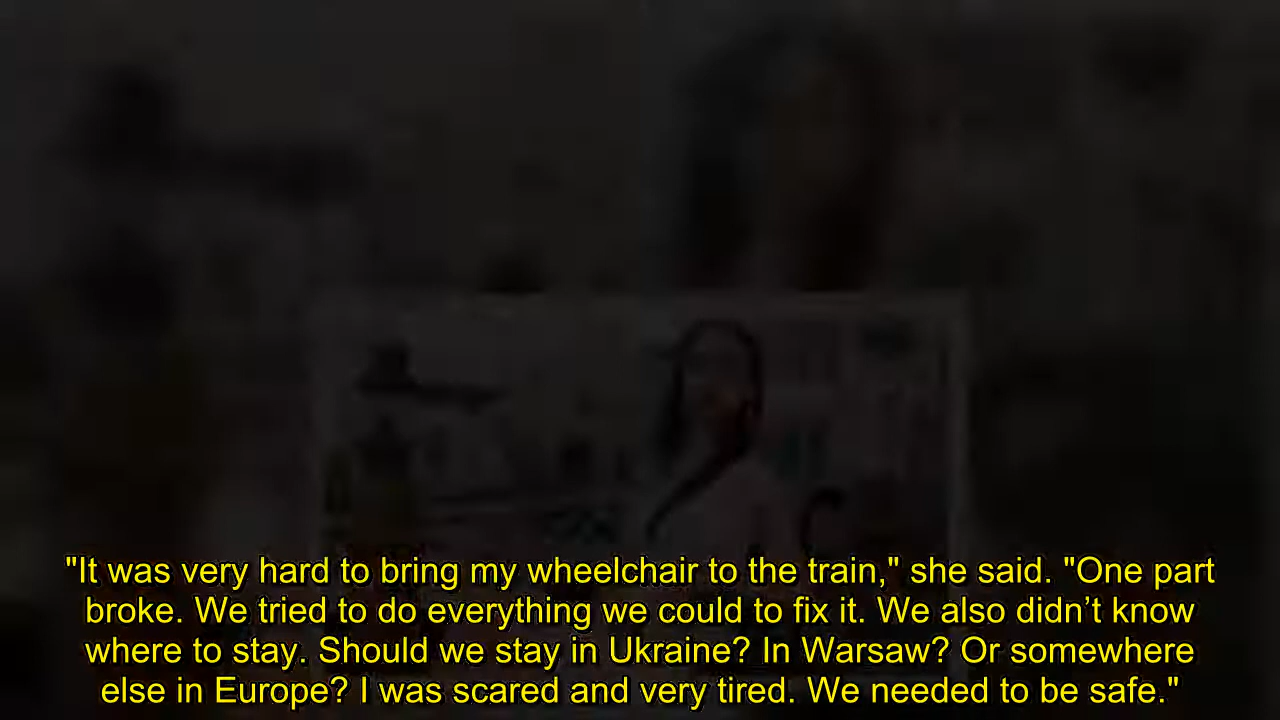 "It was very hard to bring my wheelchair to the train," she said. "One part
broke. We tried to do everything we could to fix it. We also didn’t know
where to stay. Should we stay in Ukraine? In Warsaw? Or somewhere
else in Europe? I was scared and very tired. We needed to be safe."